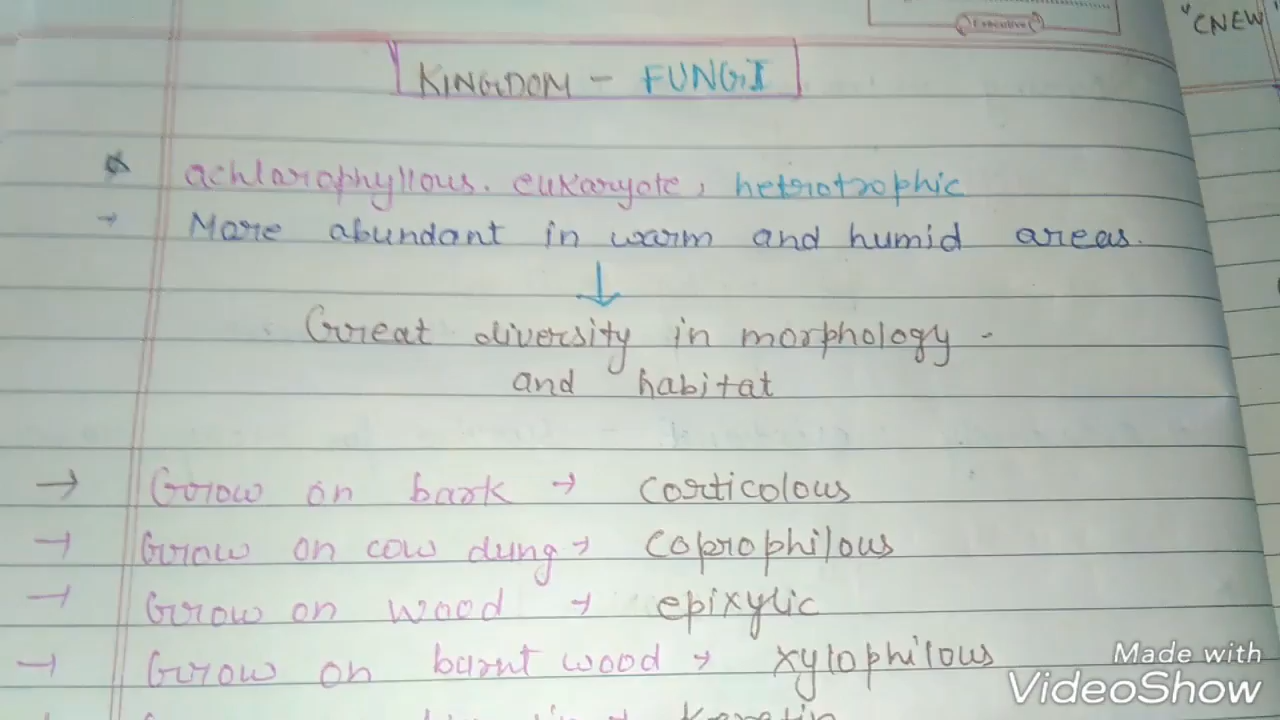 Executive
"CNEW"
KINGDOM - FUNGI
achlorophyllous. eukaryote, hetrotrophic
→ More abundant in warm and humid areas.
↓
Great diversity in morphology -
and habitat
→ Grow on bark → corticolous
→ Grow on cow dung → coprophilous
→ Grow on wood → epixylic
→ Grow on burnt wood → xylophilous
Made with
VideoShow